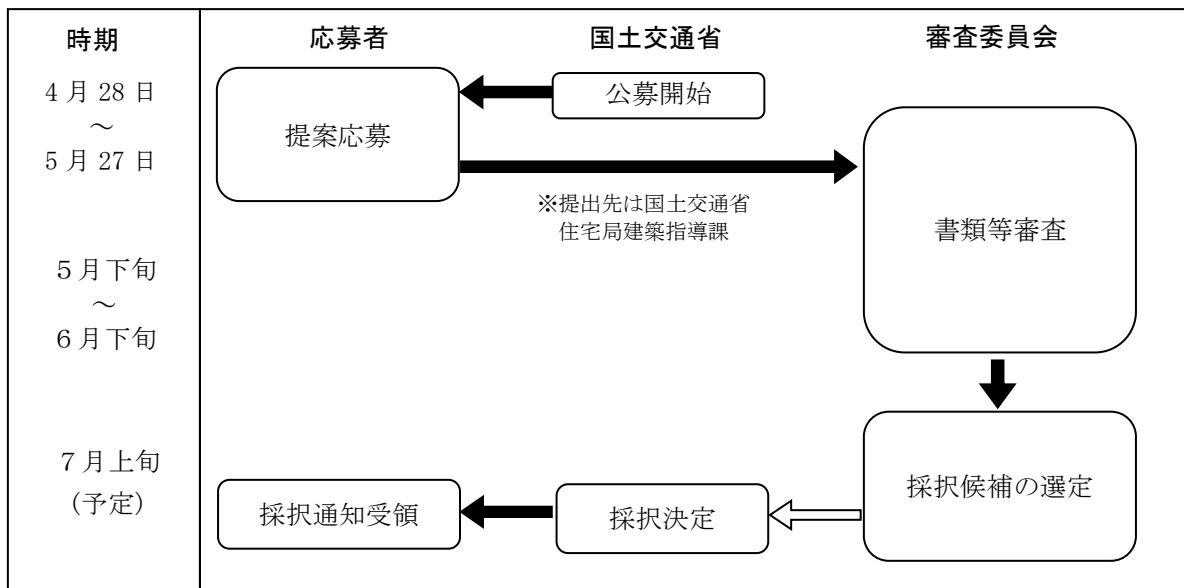 時期
応募者
国土交通省
審査委員会
4月28日
～
5月27日
提案応募
公募開始
※提出先は国土交通省
住宅局建築指導課
書類等審査
５月下旬
～
６月下旬
７月上旬
(予定)
採択通知受領
採択決定
採択候補の選定